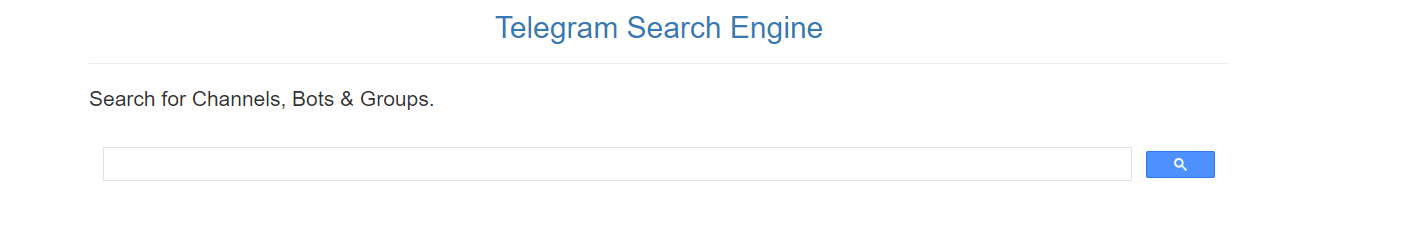 Telegram Search Engine
Search for Channels, Bots & Groups.